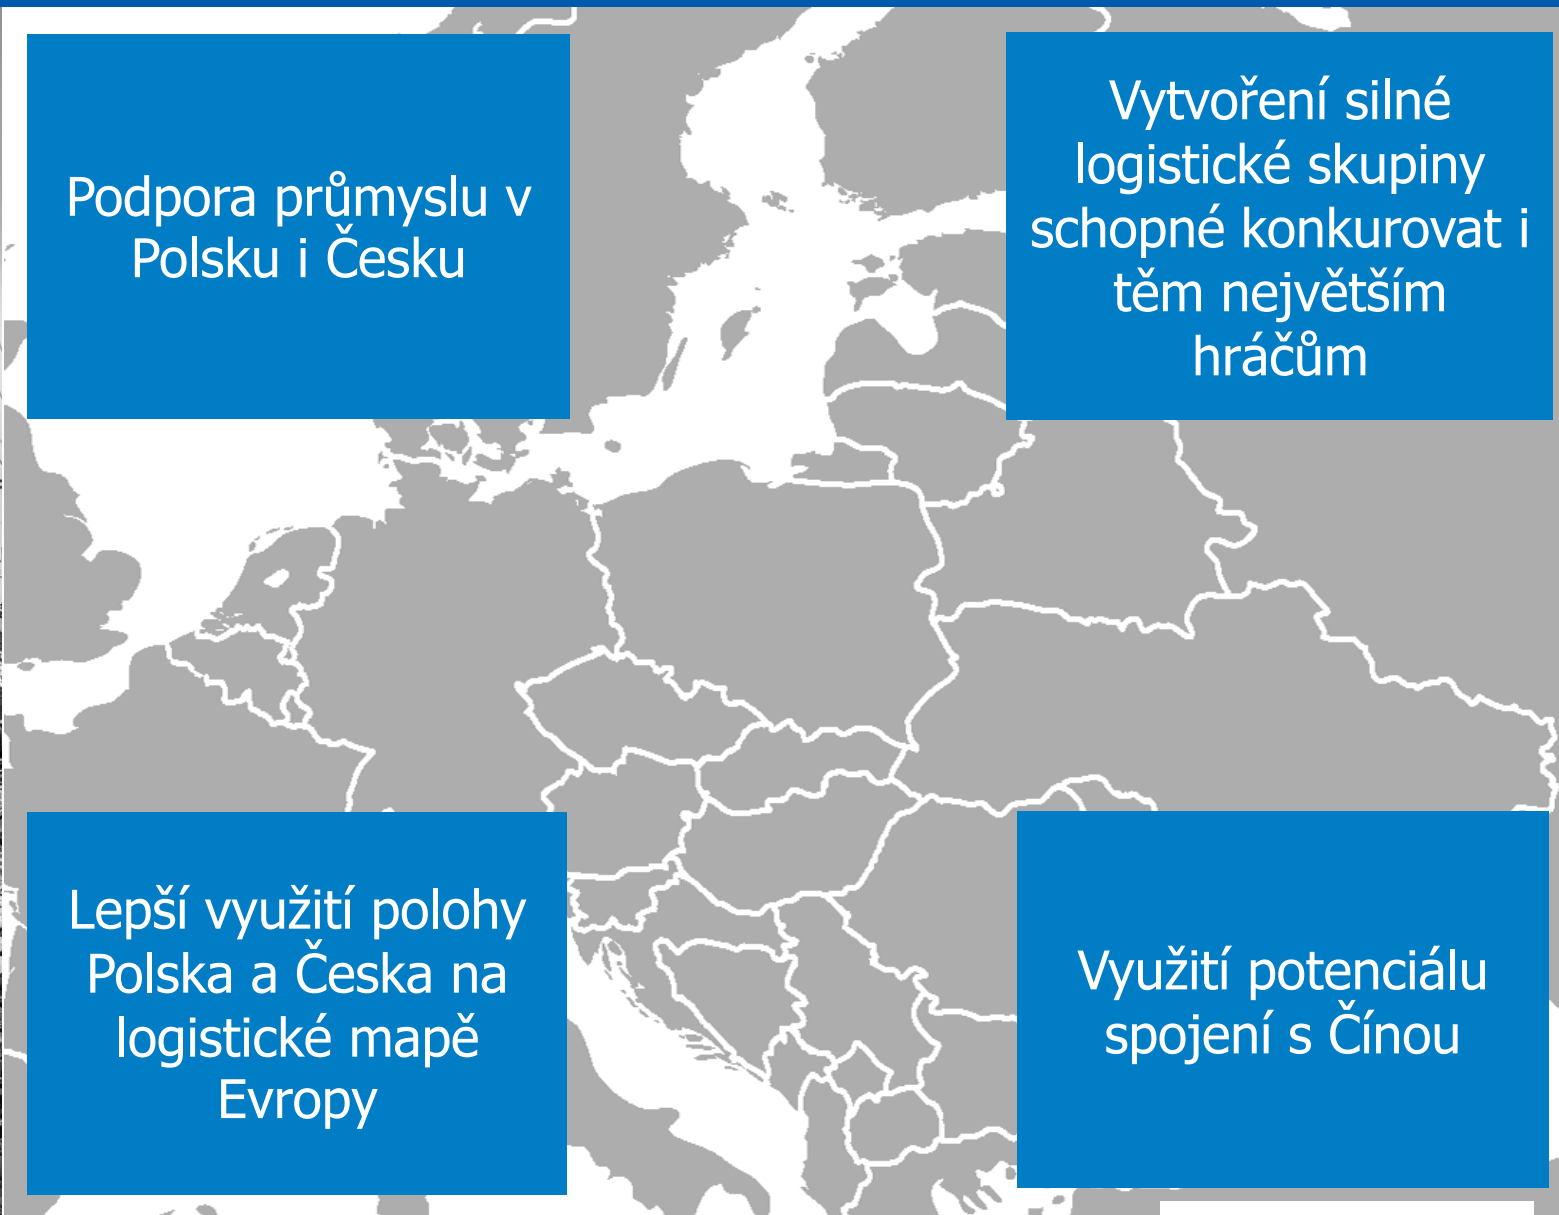 Podpora průmyslu v
Polsku i Česku
Vytvoření silné
logistické skupiny
schopné konkurovat i
těm největším
hráčům
Lepší využití polohy
Polska a Česka na
logistické mapě
Evropy
Využití potenciálu
spojení s Čínou